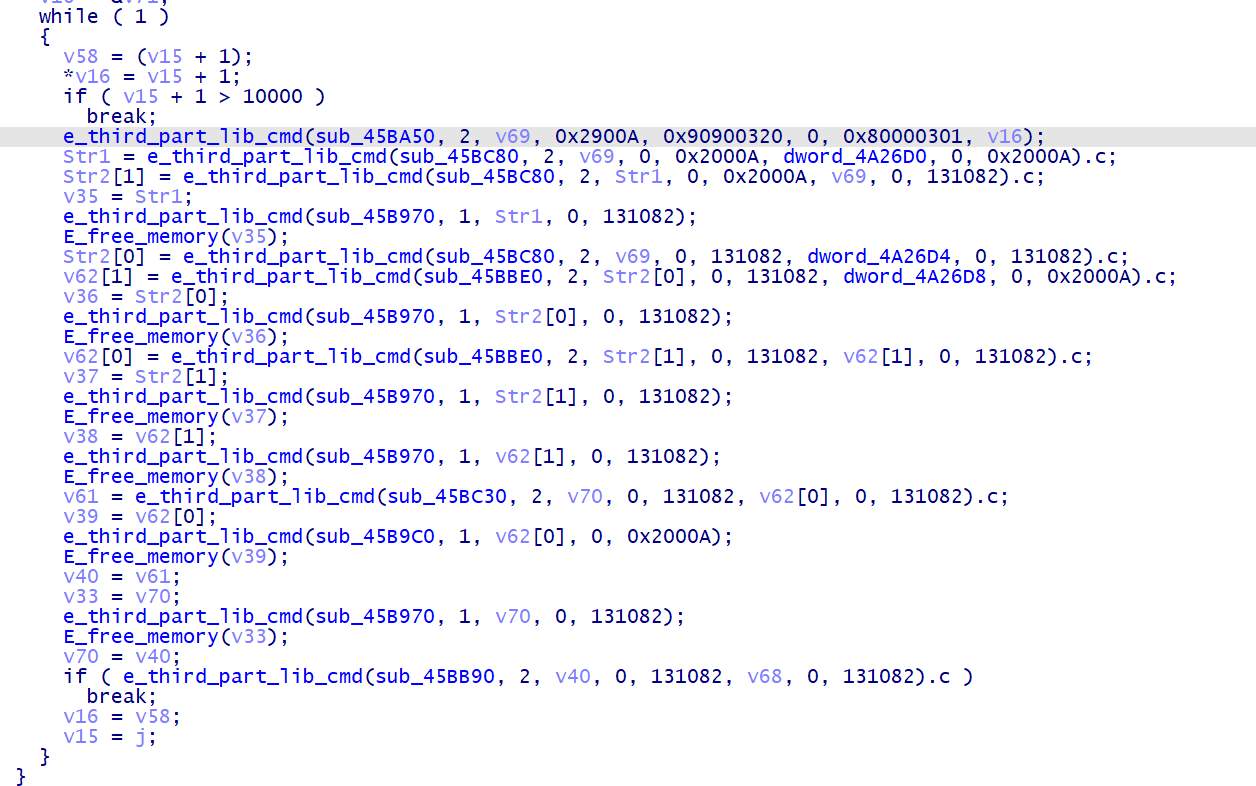 while ( 1 )
{
v58 = (v15 + 1);
*v16 = v15 + 1;
if ( v15 + 1 > 10000 )
break;
e_third_part_lib_cmd(sub_45BA50, 2, v69, 0x2900A, 0x90900320, 0, 0x80000301, v16);
Str1 = e_third_part_lib_cmd(sub_45BC80, 2, v69, 0, 0x2000A, dword_4A26D0, 0, 0x2000A).c;
Str2[1] = e_third_part_lib_cmd(sub_45BC80, 2, Str1, 0, 0x2000A, v69, 0, 131082).c;
v35 = Str1;
e_third_part_lib_cmd(sub_45B970, 1, Str1, 0, 131082);
E_free_memory(v35);
Str2[0] = e_third_part_lib_cmd(sub_45BC80, 2, v69, 0, 131082, dword_4A26D4, 0, 131082).c;
v62[1] = e_third_part_lib_cmd(sub_45BBE0, 2, Str2[0], 0, 131082, dword_4A26D8, 0, 0x2000A).c;
v36 = Str2[0];
e_third_part_lib_cmd(sub_45B970, 1, Str2[0], 0, 131082);
E_free_memory(v36);
v62[0] = e_third_part_lib_cmd(sub_45BBE0, 2, Str2[1], 0, 131082, v62[1], 0, 131082).c;
v37 = Str2[1];
e_third_part_lib_cmd(sub_45B970, 1, Str2[1], 0, 131082);
E_free_memory(v37);
v38 = v62[1];
e_third_part_lib_cmd(sub_45B970, 1, v62[1], 0, 131082);
E_free_memory(v38);
v61 = e_third_part_lib_cmd(sub_45BC30, 2, v70, 0, 131082, v62[0], 0, 131082).c;
v39 = v62[0];
e_third_part_lib_cmd(sub_45B9C0, 1, v62[0], 0, 0x2000A);
E_free_memory(v39);
v40 = v61;
v33 = v70;
e_third_part_lib_cmd(sub_45B970, 1, v70, 0, 131082);
E_free_memory(v33);
v70 = v40;
if ( e_third_part_lib_cmd(sub_45BB90, 2, v40, 0, 131082, v68, 0, 131082).c )
break;
v16 = v58;
v15 = j;
}
}